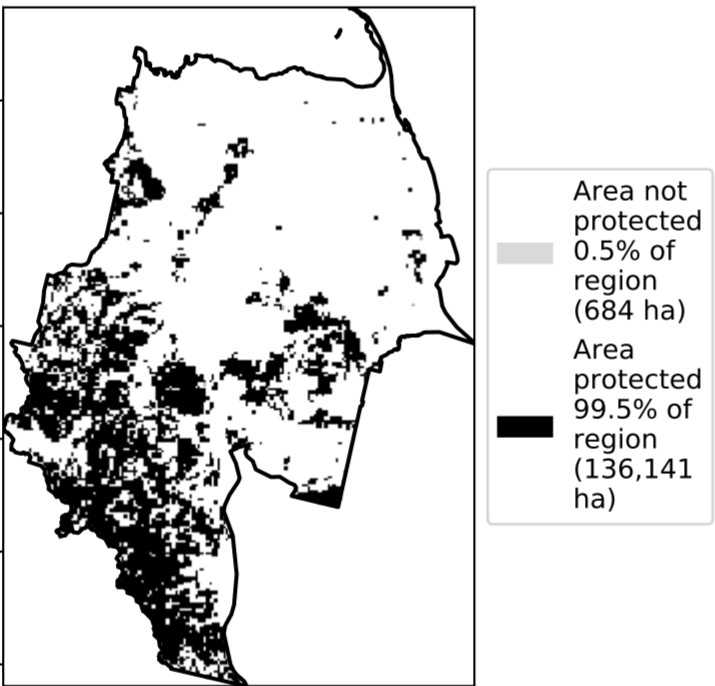 Area not
protected
0.5% of
region
(684 ha)
Area
protected
99.5% of
region
(136,141
ha)